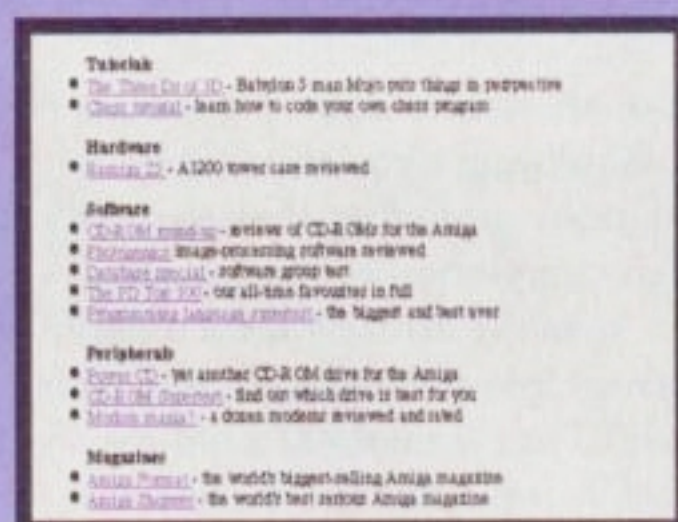 Tutorials
The Three Ds of 3D - Babylon 5 man Mojo puts things in perspective
Chess tutorial - learn how to code your own chess program
Hardware
- A1200 tower case reviewed
Software
CD-ROM round-up - reviews of CD-ROMs for the Amiga
Photogenics image-processing software reviewed
Database special - software group test
The PD Top 100 - our all-time favourites in full
Programming language supertest - the biggest and best ever
Peripherals
Power CD - yet another CD-ROM drive for the Amiga
CD-ROM Supertest - find out which drive is best for you
Modem mania! - a dozen modems reviewed and rated
Magazines
Amiga Format - the world's biggest-selling Amiga magazine
Amiga Shopper - the world's best serious Amiga magazine